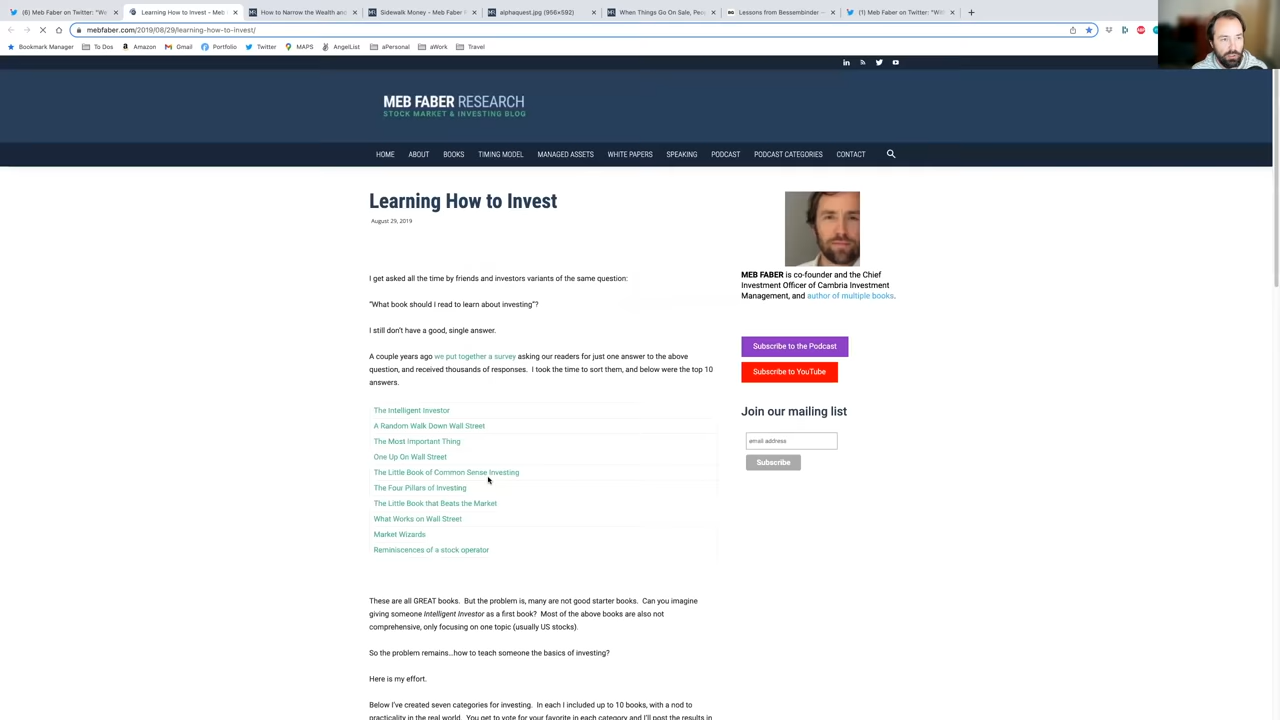 (6) Meb Faber on Twitter: "We
Learning How to Invest - Meb
How to Narrow the Wealth and
Sidewalk Money - Meb Faber
alphaquest.jpg (956×592)
When Things Go On Sale, Peo
Lessons from Bessembinder –
(1) Meb Faber on Twitter: "Wit
mebfaber.com/2019/08/29/learning-how-to-invest/
Bookmark Manager
To Dos
Amazon
Gmail
Portfolio
Twitter
MAPS
AngelList
aPersonal
aWork
Travel
MEB FABER RESEARCH
STOCK MARKET & INVESTING BLOG
HOME ABOUT BOOKS TIMING MODEL MANAGED ASSETS WHITE PAPERS SPEAKING PODCAST PODCAST CATEGORIES CONTACT
Learning How to Invest
August 29, 2019
I get asked all the time by friends and investors variants of the same question:
"What book should I read to learn about investing"?
I still don't have a good, single answer.
A couple years ago we put together a survey asking our readers for just one answer to the above
question, and received thousands of responses.  I took the time to sort them, and below were the top 10
answers.
The Intelligent Investor
A Random Walk Down Wall Street
The Most Important Thing
One Up On Wall Street
The Little Book of Common Sense Investing
The Four Pillars of Investing
The Little Book that Beats the Market
What Works on Wall Street
Market Wizards
Reminiscences of a stock operator
These are all GREAT books.  But the problem is, many are not good starter books.  Can you imagine
giving someone Intelligent Investor as a first book?  Most of the above books are also not
comprehensive, only focusing on one topic (usually US stocks).
So the problem remains…how to teach someone the basics of investing?
Here is my effort.
Below I've created seven categories for investing.  In each I included up to 10 books, with a nod to
practicality in the real world.  You get to vote for your favorite in each category and I'll post the results in
MEB FABER is co-founder and the Chief
Investment Officer of Cambria Investment
Management, and author of multiple books.
Subscribe to the Podcast
Subscribe to YouTube
Join our mailing list
email address
Subscribe